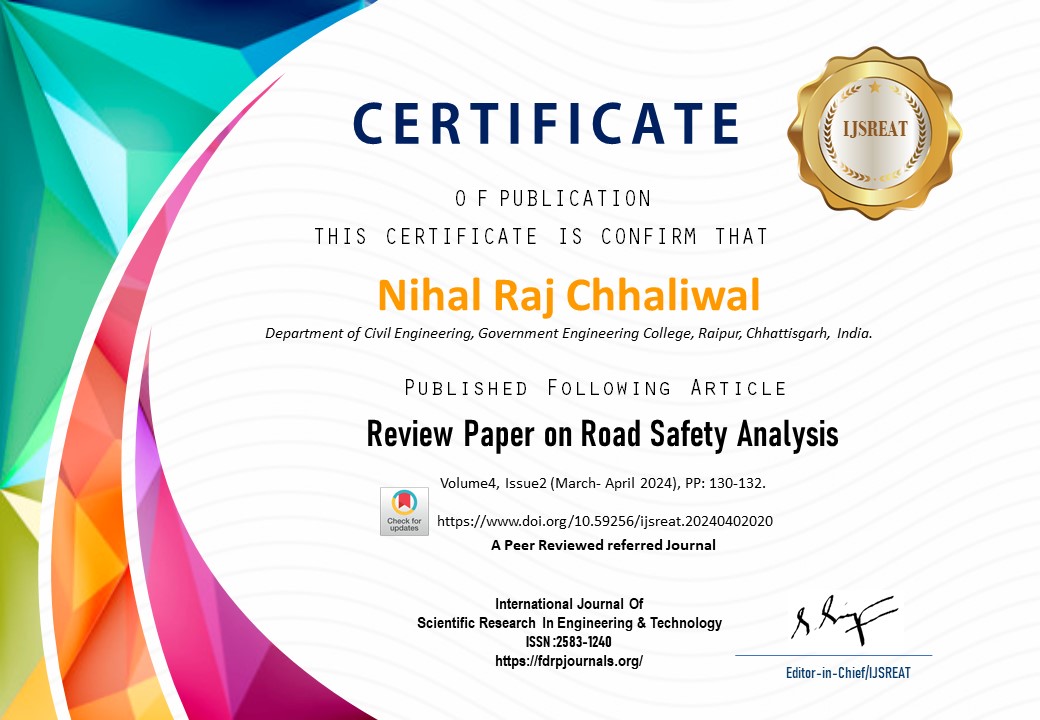 CERTIFICATE
IJSREAT
O F PUBLICATION
THIS CERTIFICATE IS CONFIRM THAT
Nihal Raj Chhaliwal
Department of Civil Engineering, Government Engineering College, Raipur, Chhattisgarh, India.
PUBLISHED FOLLOWING ARTICLE
Review Paper on Road Safety Analysis
Volume4, Issue2 (March- April 2024), PP: 130-132.
Check for
updates
https://www.doi.org/10.59256/ijsreat.20240402020
A Peer Reviewed referred Journal
International Journal Of
Scientific Research In Engineering & Technology
ISSN :2583-1240
https://fdrpjournals.org/
Editor-in-Chief/IJSREAT